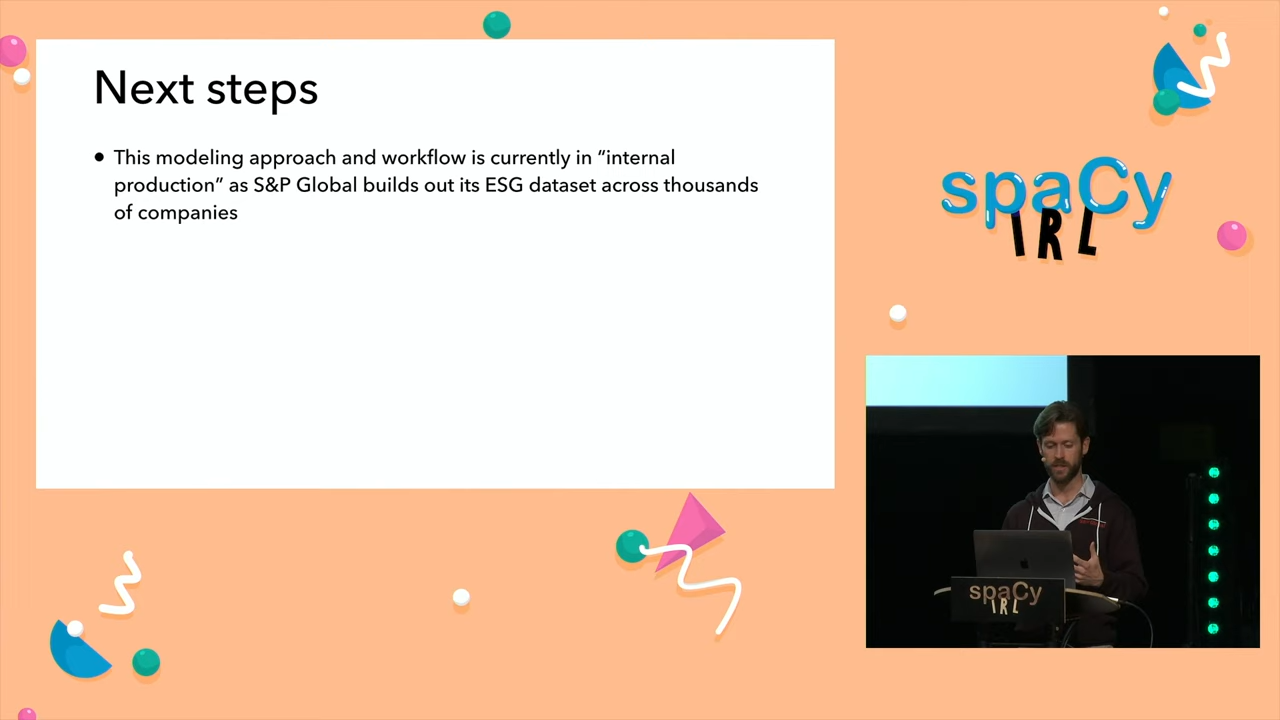 Next steps
• This modeling approach and workflow is currently in “internal
production” as S&P Global builds out its ESG dataset across thousands
of companies
spaCy
IRL
spaCy
IRL